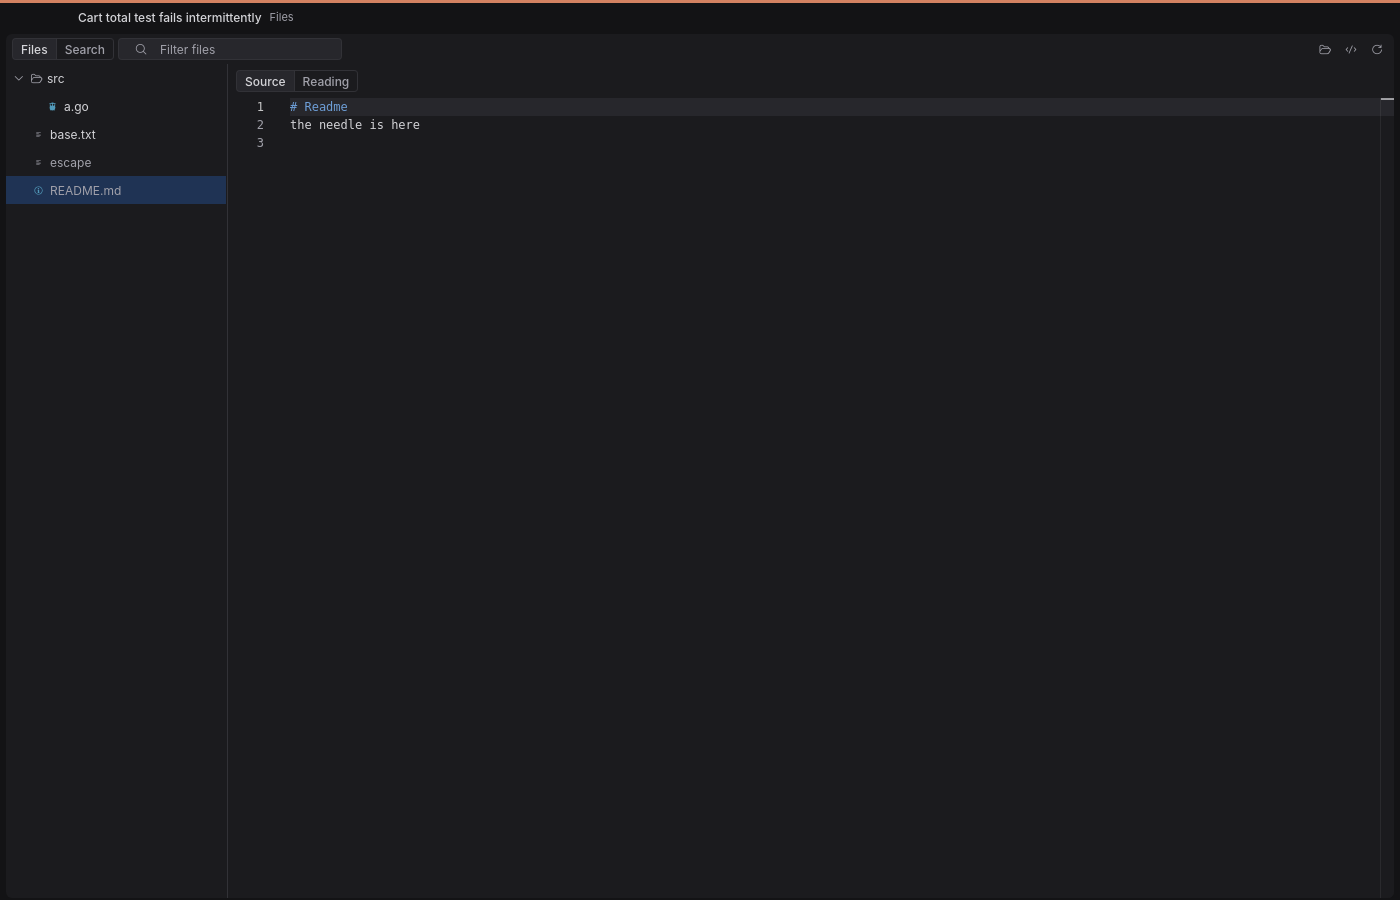 Cart total test fails intermittently Files
Files Search Filter files
src
a.go
base.txt
escape
README.md
Source Reading
1 # Readme
2 the needle is here
3